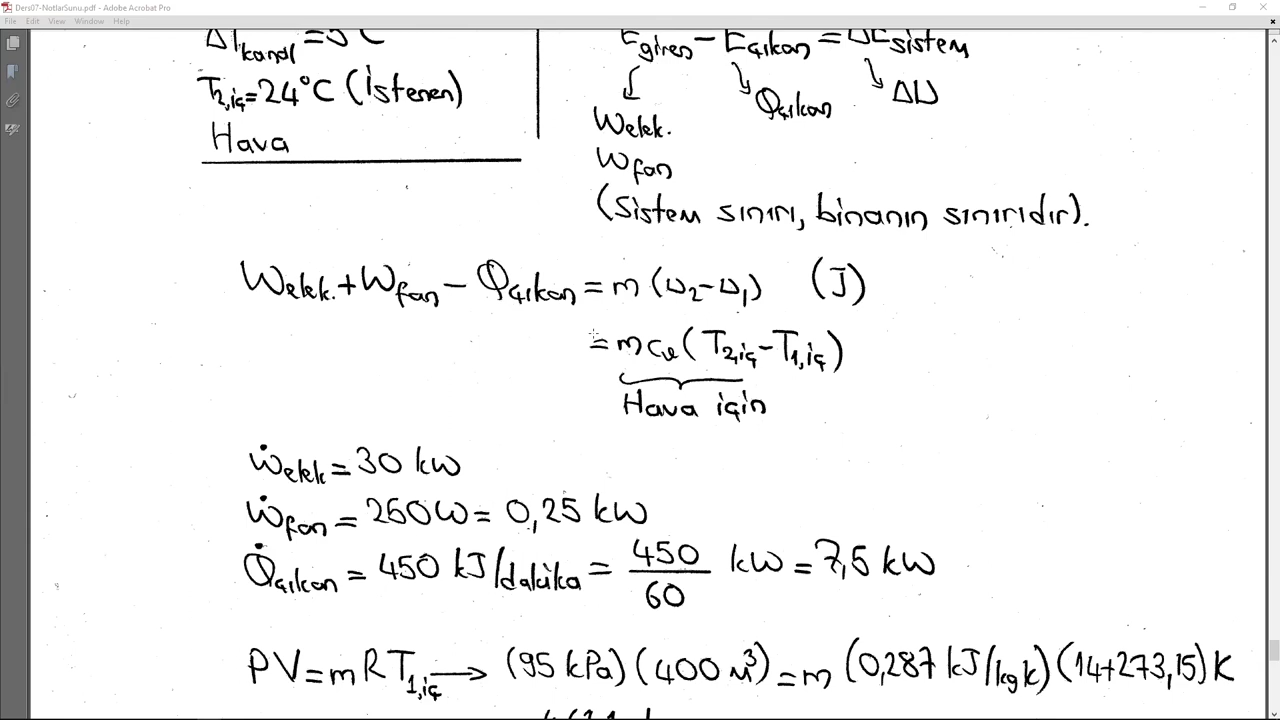 Ders07-NotlarSunu.pdf - Adobe Acrobat Pro
File Edit View Window Help
ΔTkanal = 5°C
T2,iç = 24°C (İstenen)
Hava
Egiren - Eçıkan = ΔEsistem
Welek. Qçıkan ΔU
Wfan
(Sistem sınırı, binanın sınırıdır).
Welek. + Wfan - Qçıkan = m (u2-u1) (J)
= mcv(T2,iç - T1,iç)
Hava için
Ẇelek = 30 kW
Ẇfan = 250W = 0,25 kW
Q̇çıkan = 450 kJ/dakika = 450/60 kW = 7,5 kW
PV = mRT1,iç → (95 kPa)(400 m³) = m (0,287 kJ/kgK)(14+273,15)K